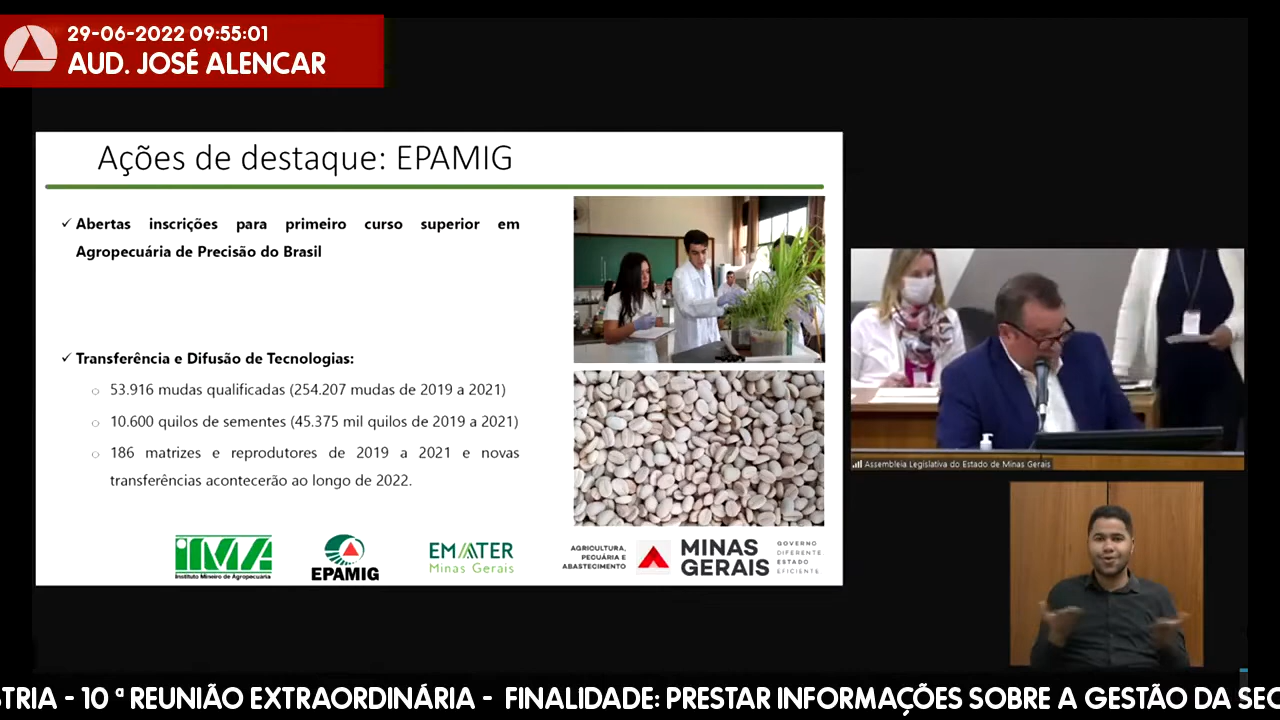 29-06-2022 09:55:01
AUD. JOSÉ ALENCAR
Ações de destaque: EPAMIG
✓ Abertas inscrições para primeiro curso superior em
Agropecuária de Precisão do Brasil
✓ Transferência e Difusão de Tecnologias:
○ 53.916 mudas qualificadas (254.207 mudas de 2019 a 2021)
○ 10.600 quilos de sementes (45.375 mil quilos de 2019 a 2021)
○ 186 matrizes e reprodutores de 2019 a 2021 e novas
transferências acontecerão ao longo de 2022.
IMA
Instituto Mineiro de Agropecuária
EPAMIG
EMATER
Minas Gerais
AGRICULTURA,
PECUÁRIA E
ABASTECIMENTO
MINAS
GERAIS
GOVERNO
DIFERENTE.
ESTADO
EFICIENTE.
Assembleia Legislativa do Estado de Minas Gerais
STRIA - 10 ª REUNIÃO EXTRAORDINÁRIA - FINALIDADE: PRESTAR INFORMAÇÕES SOBRE A GESTÃO DA SEC